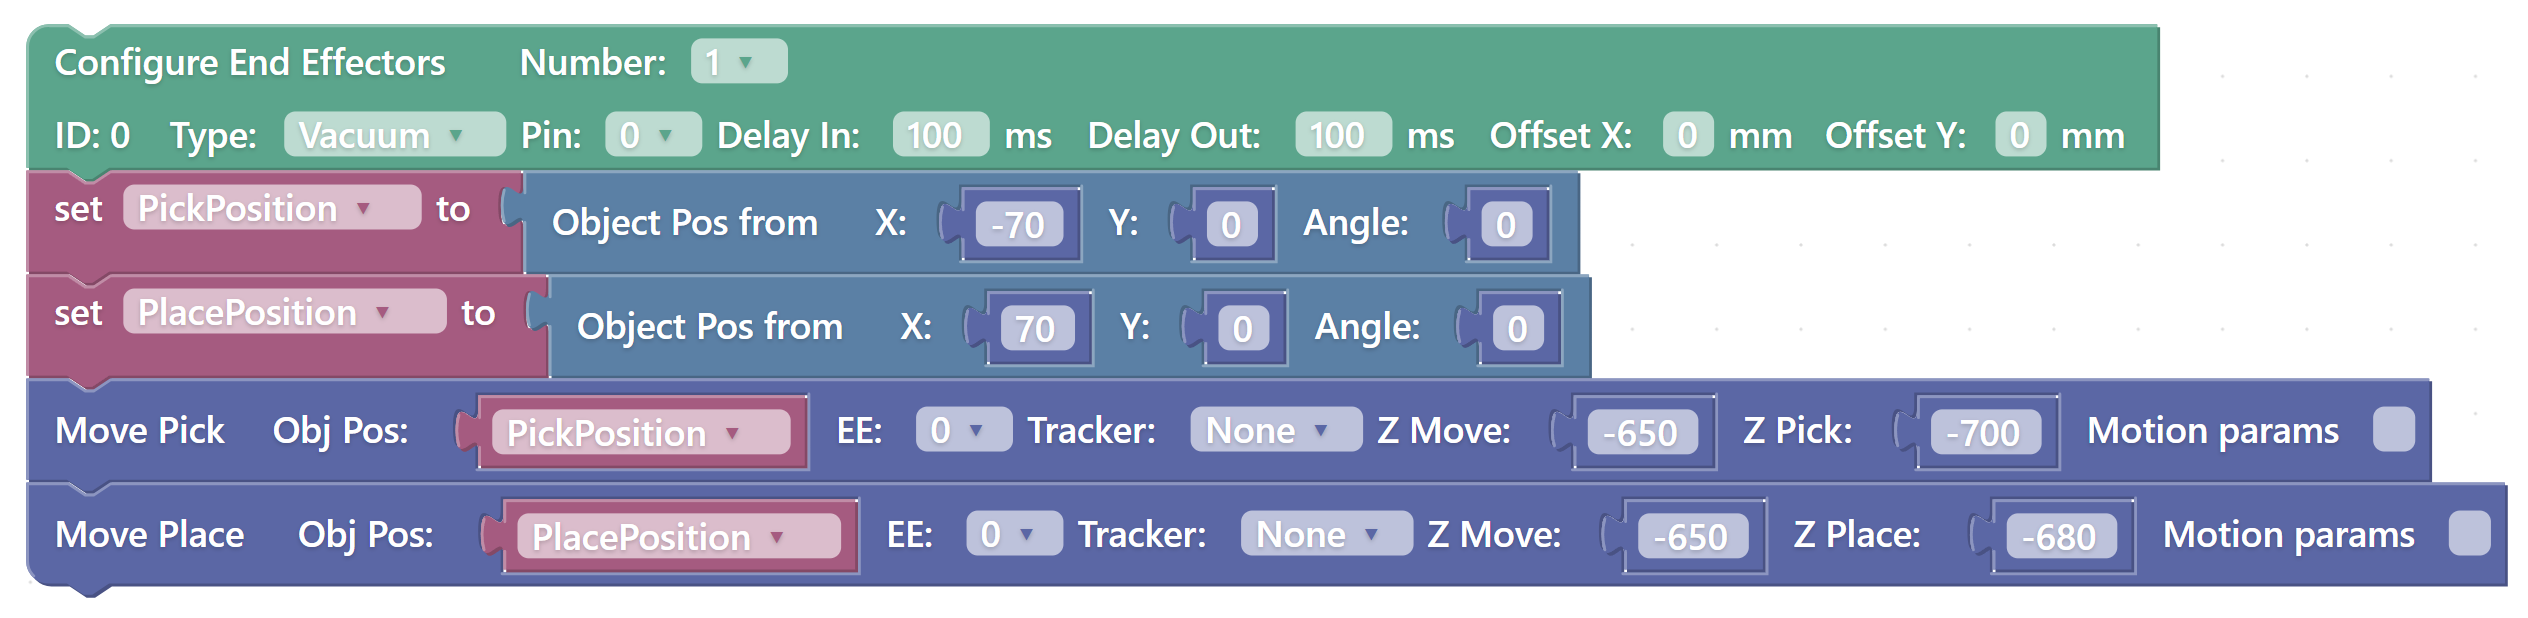 Configure End Effectors Number: 1
ID: 0 Type: Vacuum Pin: 0 Delay In: 100 ms Delay Out: 100 ms Offset X: 0 mm Offset Y: 0 mm
set PickPosition to Object Pos from X: -70 Y: 0 Angle: 0
set PlacePosition to Object Pos from X: 70 Y: 0 Angle: 0
Move Pick Obj Pos: PickPosition EE: 0 Tracker: None Z Move: -650 Z Pick: -700 Motion params
Move Place Obj Pos: PlacePosition EE: 0 Tracker: None Z Move: -650 Z Place: -680 Motion params